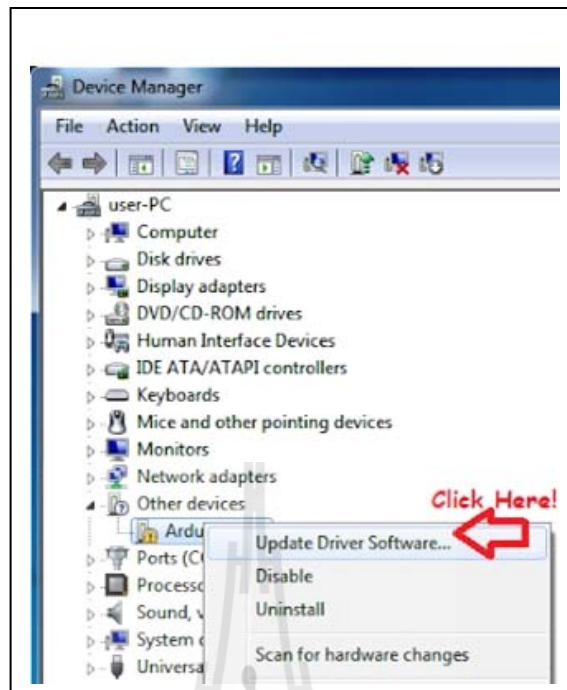 Device Manager
File Action View Help
user-PC
Computer
Disk drives
Display adapters
DVD/CD-ROM drives
Human Interface Devices
IDE ATA/ATAPI controllers
Keyboards
Mice and other pointing devices
Monitors
Network adapters
Other devices
Click Here!
Ardu
Update Driver Software...
Ports (C
Disable
Processo
Uninstall
Sound, v
System d
Scan for hardware changes
Universa